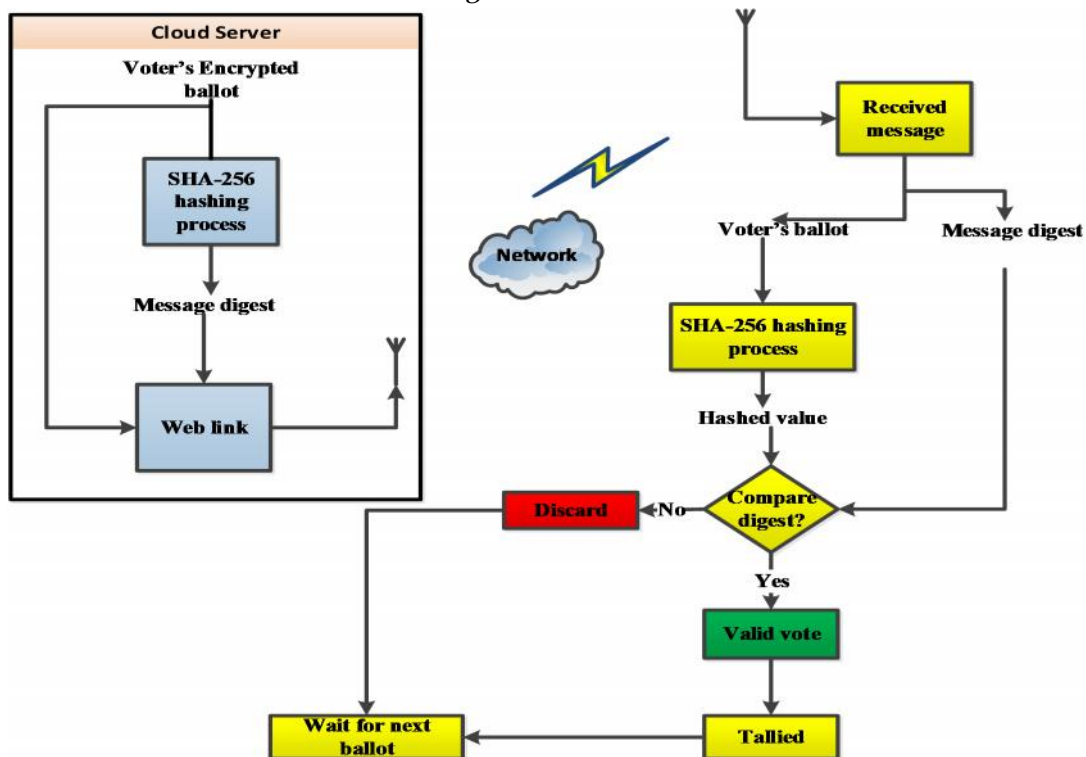 Cloud Server
Voter's Encrypted
ballot
SHA-256
hashing
process
Message digest
Web link
Network
Received
message
Voter's ballot
Message digest
SHA-256 hashing
process
Hashed value
Compare
digest?
No
Discard
Yes
Valid vote
Tallied
Wait for next
ballot